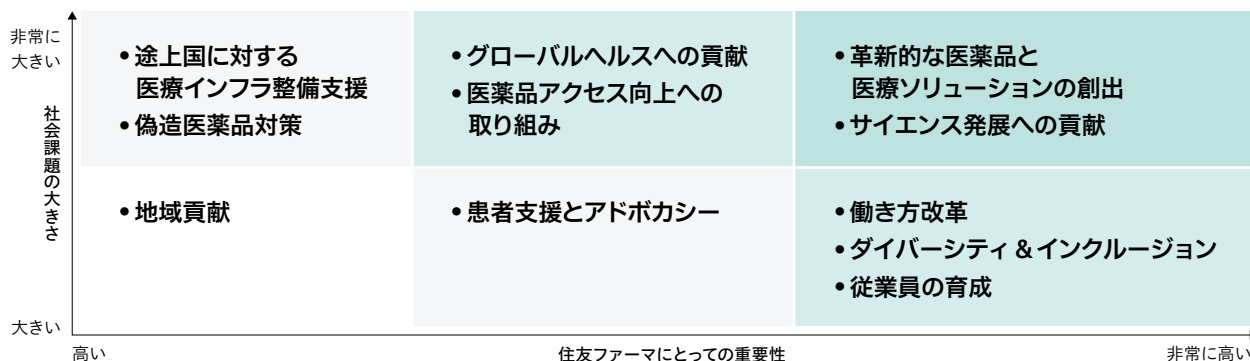 非常に
大きい
社会課題の大きさ
大きい
• 途上国に対する
医療インフラ整備支援
• 偽造医薬品対策
• グローバルヘルスへの貢献
• 医薬品アクセス向上への
取り組み
• 革新的な医薬品と
医療ソリューションの創出
• サイエンス発展への貢献
• 地域貢献
• 患者支援とアドボカシー
• 働き方改革
• ダイバーシティ & インクルージョン
• 従業員の育成
高い
住友ファーマにとっての重要性
非常に高い